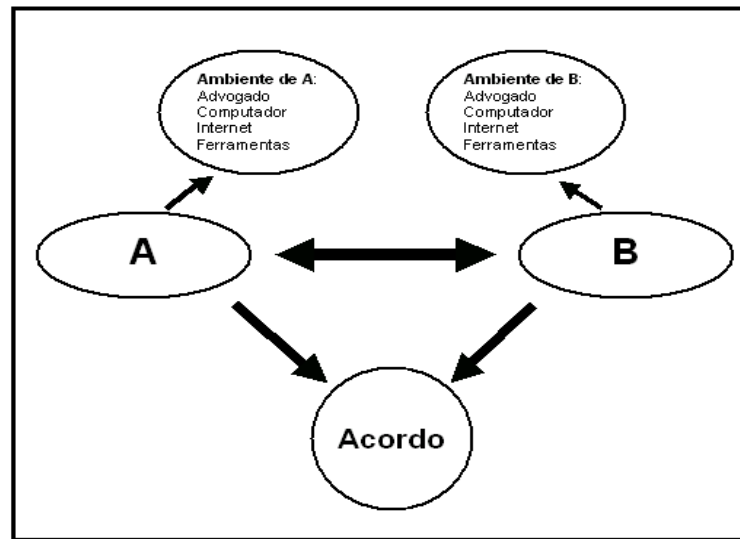 Ambiente de A:
Advogado
Computador
Internet
Ferramentas
Ambiente de B:
Advogado
Computador
Internet
Ferramentas
A
B
Acordo